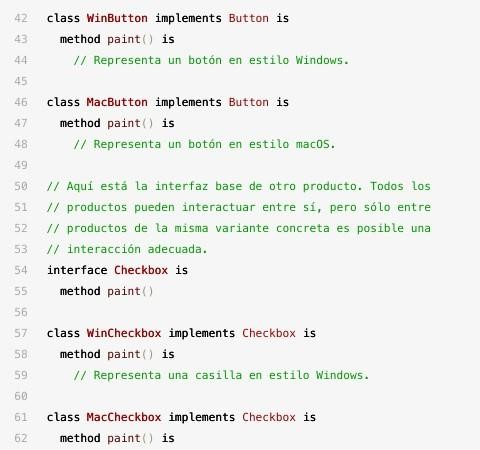 42 class WinButton implements Button is
43   method paint() is
44     // Representa un botón en estilo Windows.
45
46 class MacButton implements Button is
47   method paint() is
48     // Representa un botón en estilo macOS.
49
50 // Aquí está la interfaz base de otro producto. Todos los
51 // productos pueden interactuar entre sí, pero sólo entre
52 // productos de la misma variante concreta es posible una
53 // interacción adecuada.
54 interface Checkbox is
55   method paint()
56
57 class WinCheckbox implements Checkbox is
58   method paint() is
59     // Representa una casilla en estilo Windows.
60
61 class MacCheckbox implements Checkbox is
62   method paint() is